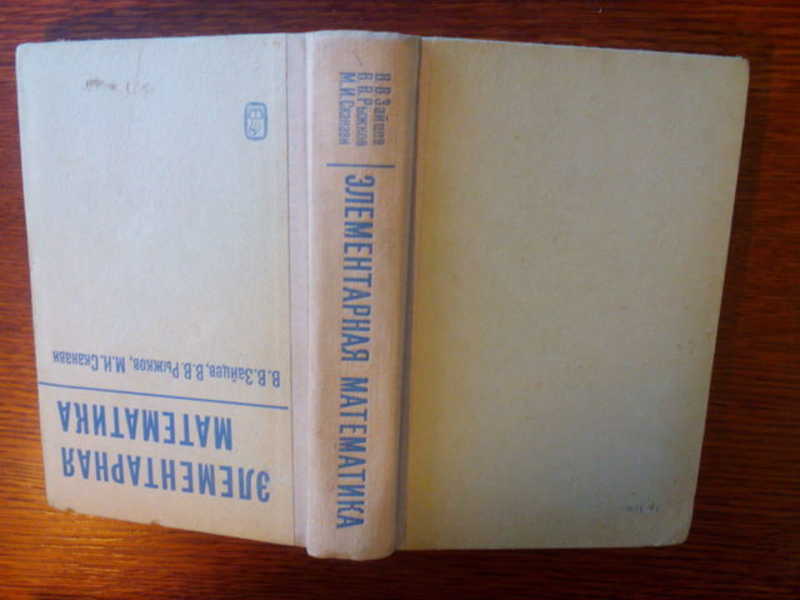 В.В.Зайцев, В.В.Рыжков, М.И.Сканави
ЭЛЕМЕНТАРНАЯ
МАТЕМАТИКА
В.В.Зайцев
В.В.Рыжков
М.И.Сканави
ЭЛЕМЕНТАРНАЯ МАТЕМАТИКА